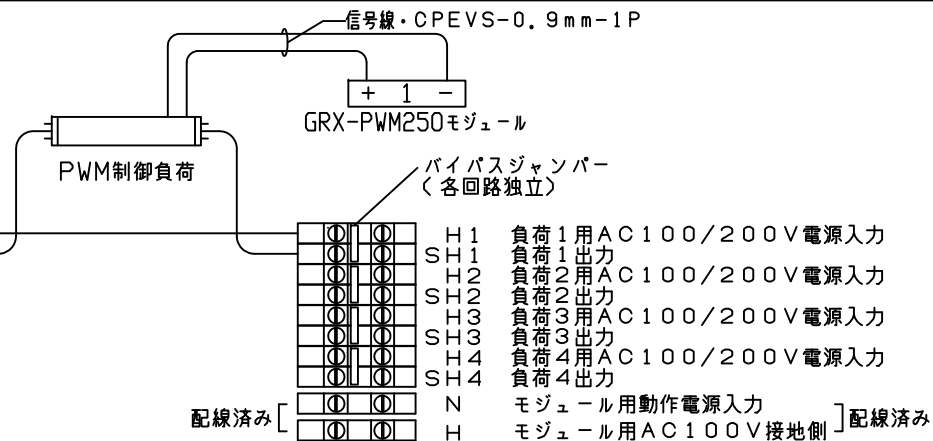 信号線・CPEVS-0.9mm-1P
+ 1 -
GRX-PWM250モジュール
PWM制御負荷
バイパスジャンパー
(各回路独立)
H1 負荷1用AC100/200V電源入力
SH1 負荷1出力
H2 負荷2用AC100/200V電源入力
SH2 負荷2出力
H3 負荷3用AC100/200V電源入力
SH3 負荷3出力
H4 負荷4用AC100/200V電源入力
SH4 負荷4出力
配線済み N モジュール用動作電源入力 配線済み
H モジュール用AC100V接地側